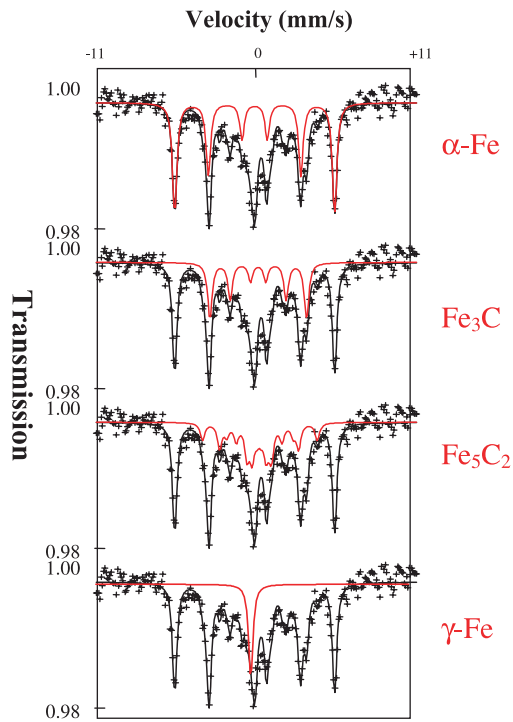 Velocity (mm/s)
-11 0 +11
1.00
α-Fe
0.98
1.00
Fe₃C
Transmission
0.98
1.00
Fe₅C₂
0.98
1.00
γ-Fe
0.98